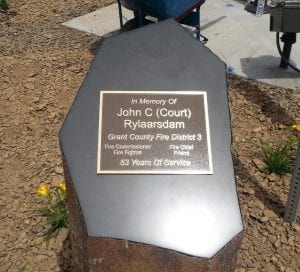 In Memory Of
John C (Court)
Rylaarsdam
Grant County Fire District 3
Fire Commissioner Fire Chief
Fire Fighter Friend
53 Years Of Service